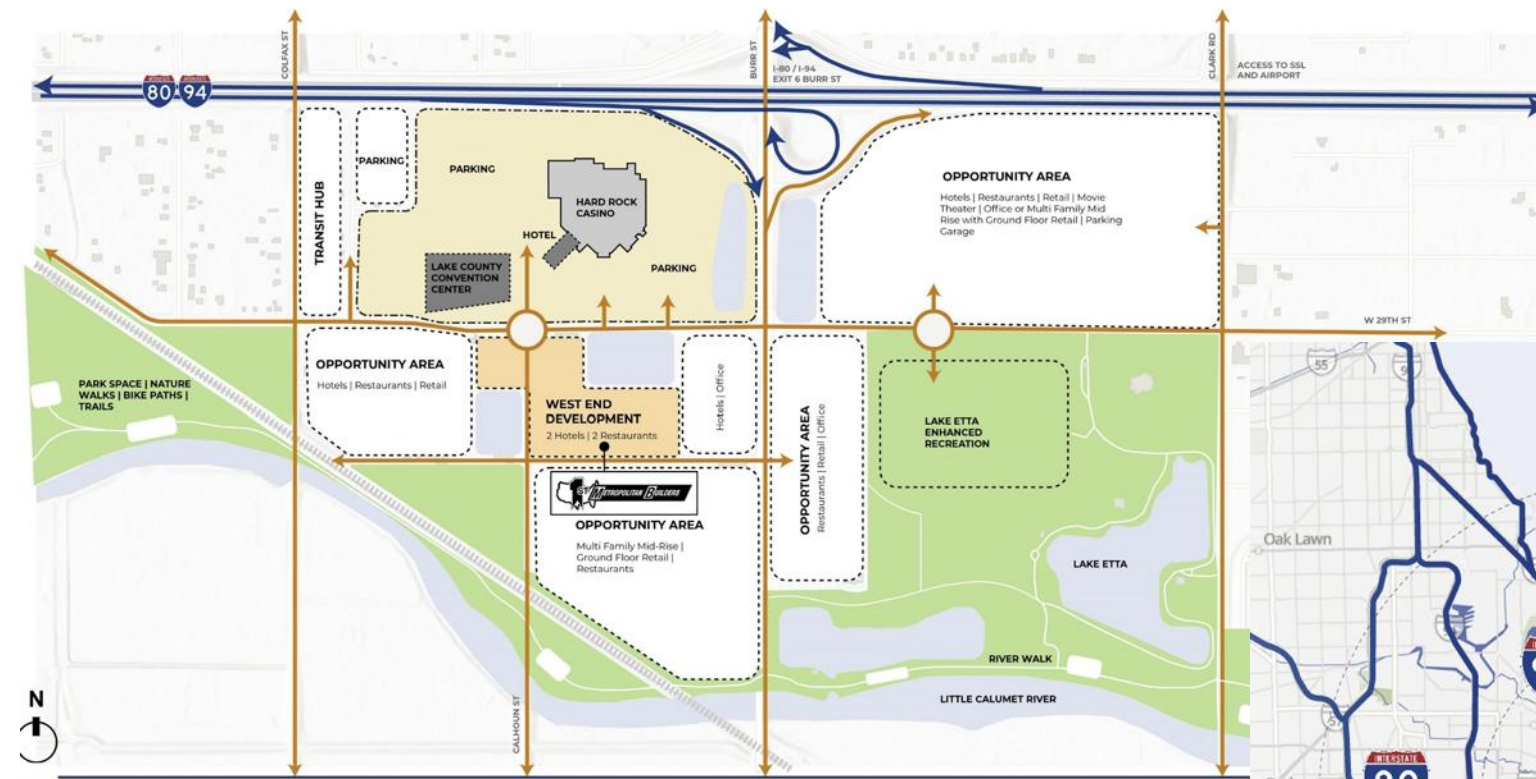 COLFAX ST
BURR ST
I-80 / I-94
EXIT 6 BURR ST
CLARK RD
ACCESS TO SSL
AND AIRPORT
80
94
TRANSIT HUB
PARKING
PARKING
HARD ROCK
CASINO
HOTEL
LAKE COUNTY
CONVENTION
CENTER
PARKING
OPPORTUNITY AREA
Hotels | Restaurants | Retail | Movie
Theater | Office or Multi Family Mid
Rise with Ground Floor Retail | Parking
Garage
W 29TH ST
OPPORTUNITY AREA
Hotels | Restaurants | Retail
PARK SPACE | NATURE
WALKS | BIKE PATHS |
TRAILS
WEST END
DEVELOPMENT
2 Hotels | 2 Restaurants
Hotels | Office
OPPORTUNITY AREA
Restaurants | Retail | Office
LAKE ETTA
ENHANCED
RECREATION
METROPOLITAN BUILDERS
OPPORTUNITY AREA
Multi Family Mid-Rise |
Ground Floor Retail |
Restaurants
LAKE ETTA
RIVER WALK
LITTLE CALUMET RIVER
CALHOUN ST
N
55
Oak Lawn
57
INTERSTATE